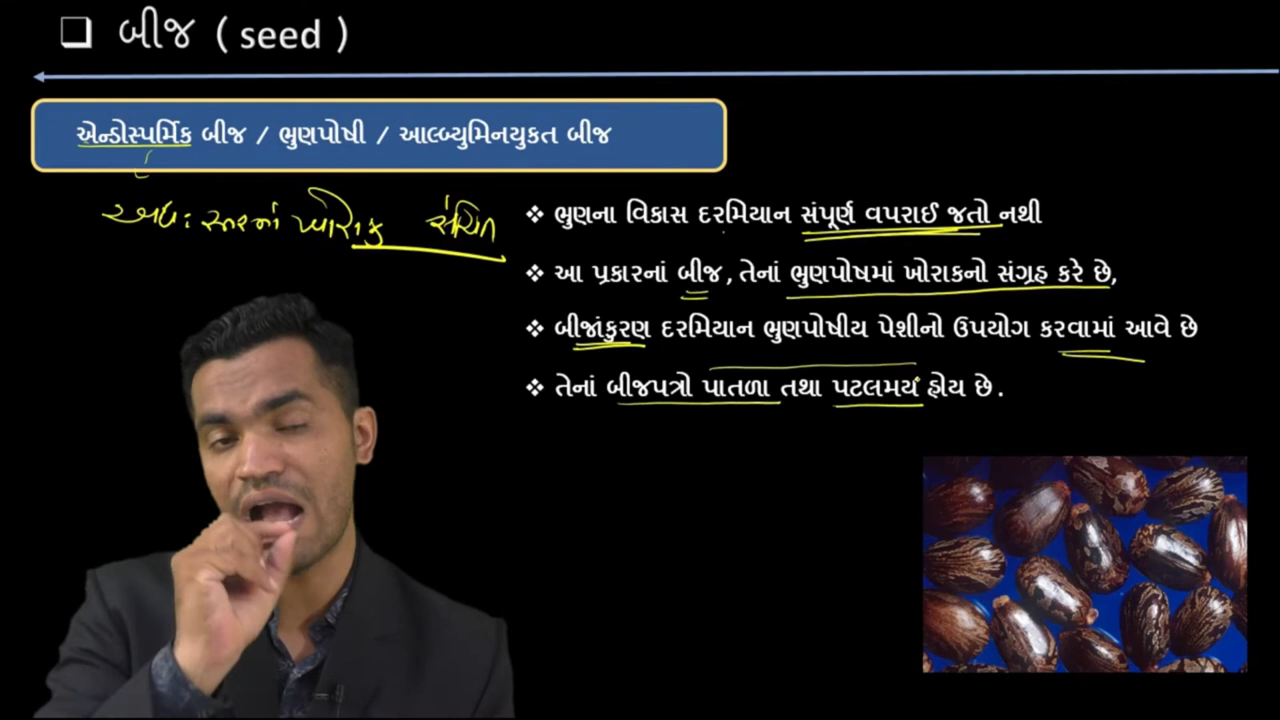 ❑ બીજ ( seed )
એન્ડોસ્પર્મિક બીજ / ભુણપોષી / આલ્બ્યુમિનયુકત બીજ
ખોરાક સંચિત
❖ ભુણના વિકાસ દરમિયાન સંપૂર્ણ વપરાઈ જતો નથી
❖ આ પ્રકારનાં બીજ, તેનાં ભુણપોષમાં ખોરાકનો સંગ્રહ કરે છે,
❖ બીજાંકુરણ દરમિયાન ભુણપોષીય પેશીનો ઉપયોગ કરવામાં આવે છે
❖ તેનાં બીજપત્રો પાતળા તથા પટલમય હોય છે.